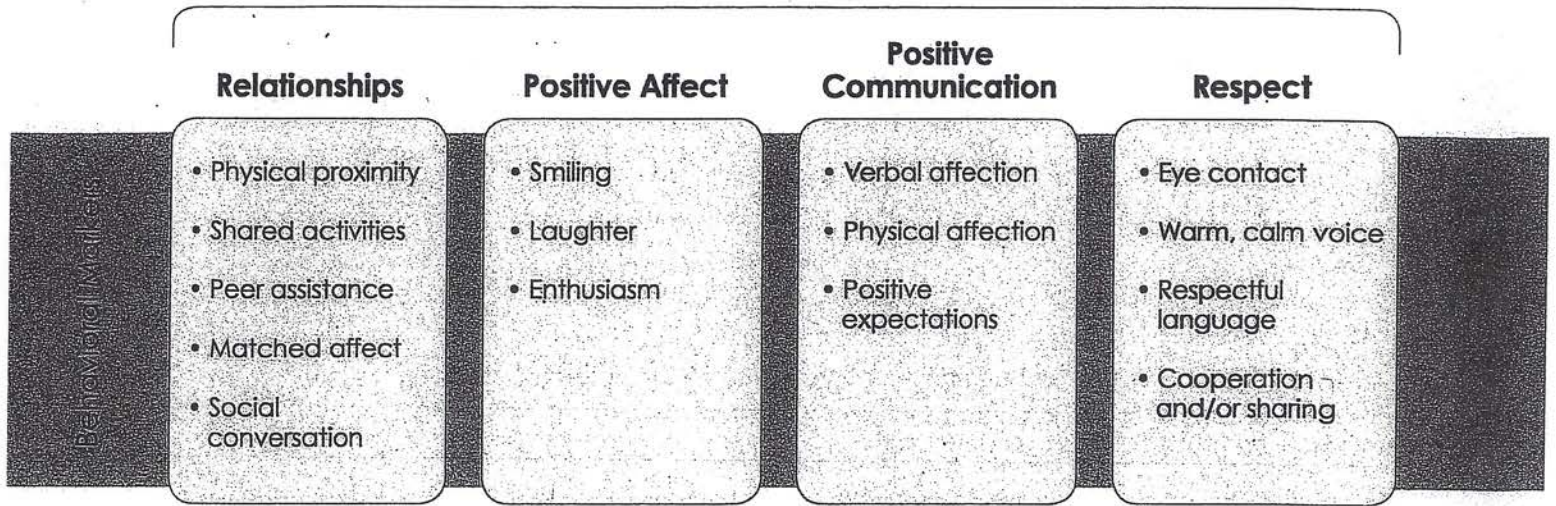 Relationships
Positive Affect
Positive
Communication
Respect
Behavioral Markers
• Physical proximity
• Shared activities
• Peer assistance
• Matched affect
• Social
conversation
• Smiling
• Laughter
• Enthusiasm
• Verbal affection
• Physical affection
• Positive
expectations
• Eye contact
• Warm, calm voice
• Respectful
language
• Cooperation
and/or sharing